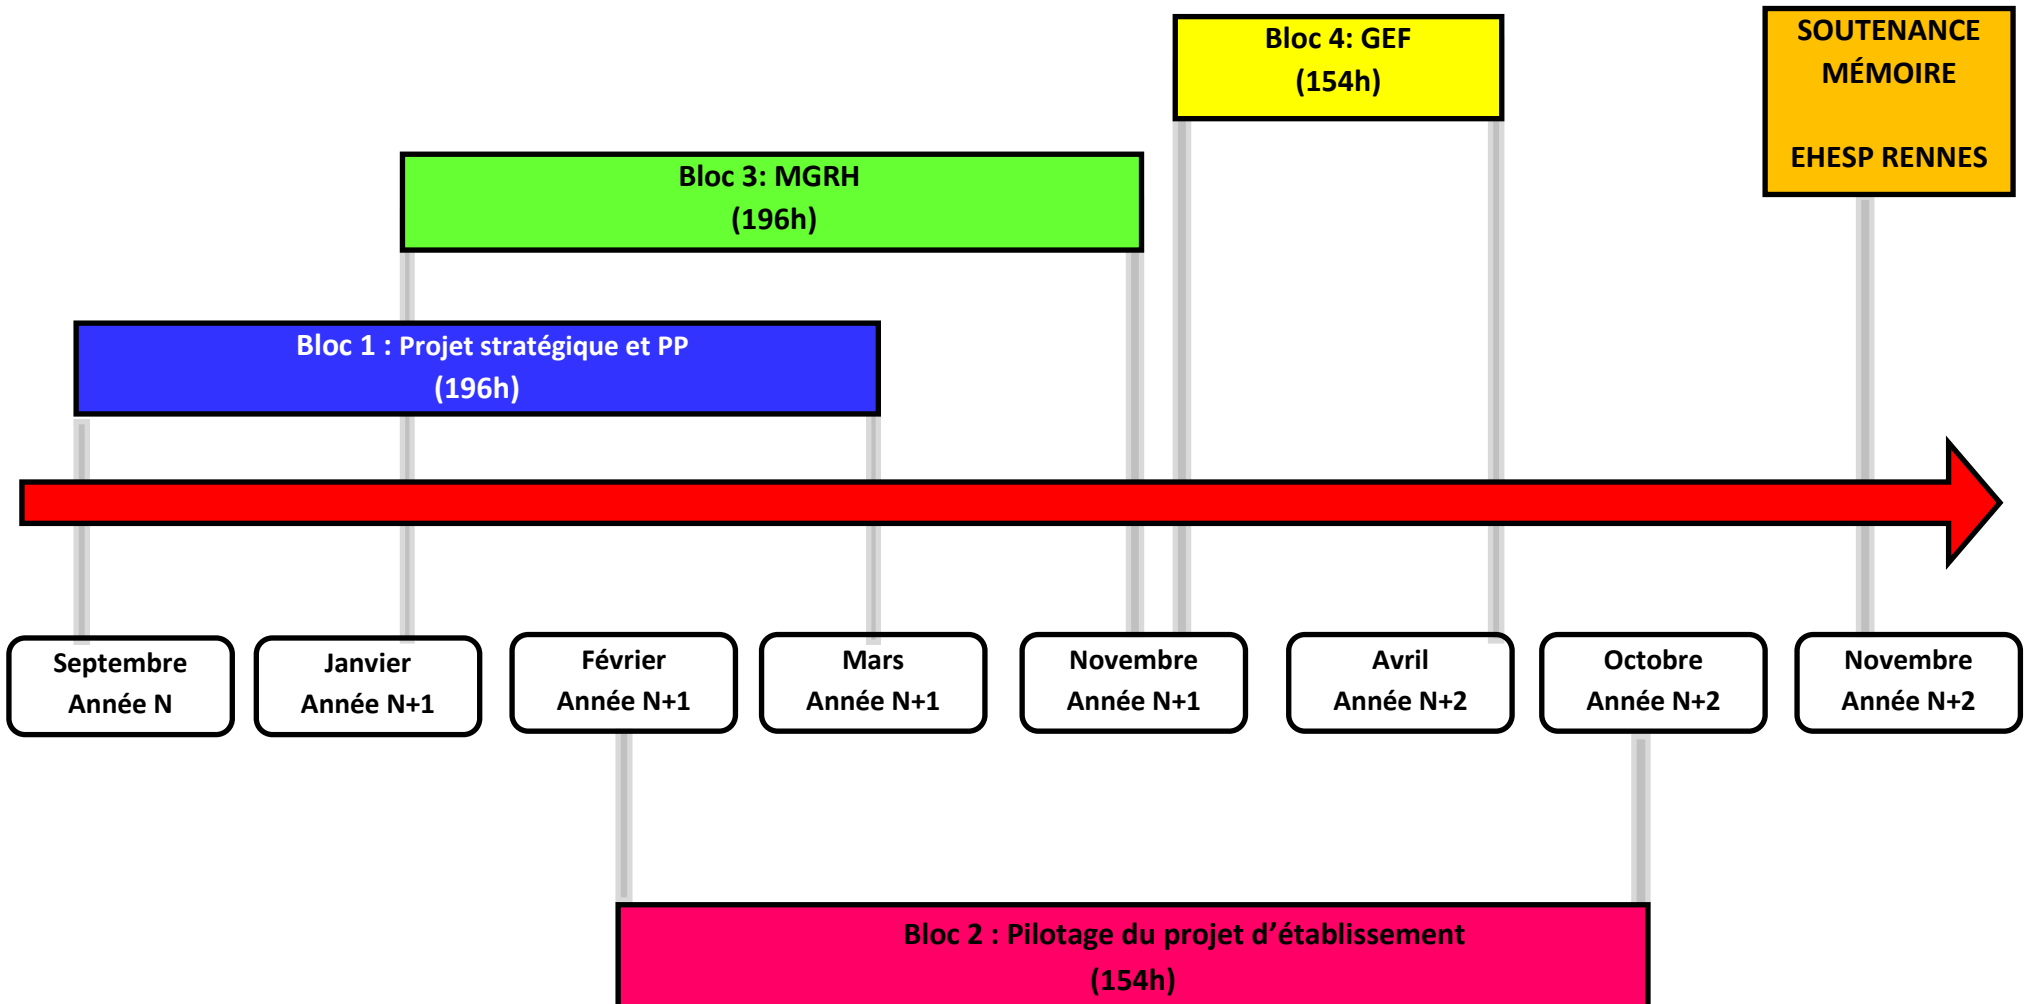 Bloc 4: GEF
(154h)
SOUTENANCE
MÉMOIRE
EHESP RENNES
Bloc 3: MGRH
(196h)
Bloc 1 : Projet stratégique et PP
(196h)
Septembre
Année N
Janvier
Année N+1
Février
Année N+1
Mars
Année N+1
Novembre
Année N+1
Avril
Année N+2
Octobre
Année N+2
Novembre
Année N+2
Bloc 2 : Pilotage du projet d’établissement
(154h)